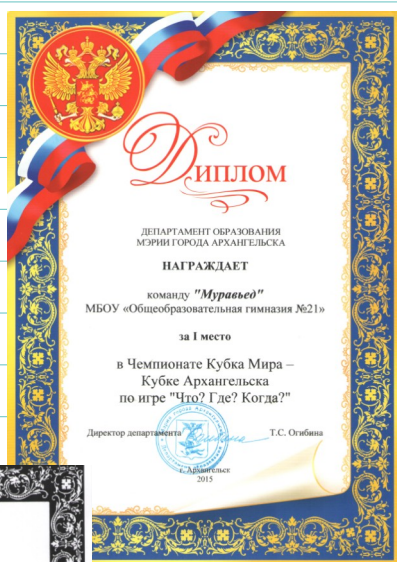 Диплом
ДЕПАРТАМЕНТ ОБРАЗОВАНИЯ
МЭРИИ ГОРОДА АРХАНГЕЛЬСКА
НАГРАЖДАЕТ
команду "Муравьед"
МБОУ «Общеобразовательная гимназия №21»
за I место
в Чемпионате Кубка Мира –
Кубке Архангельска
по игре "Что? Где? Когда?"
Директор департамента Т.С. Огибина
г. Архангельск
2015